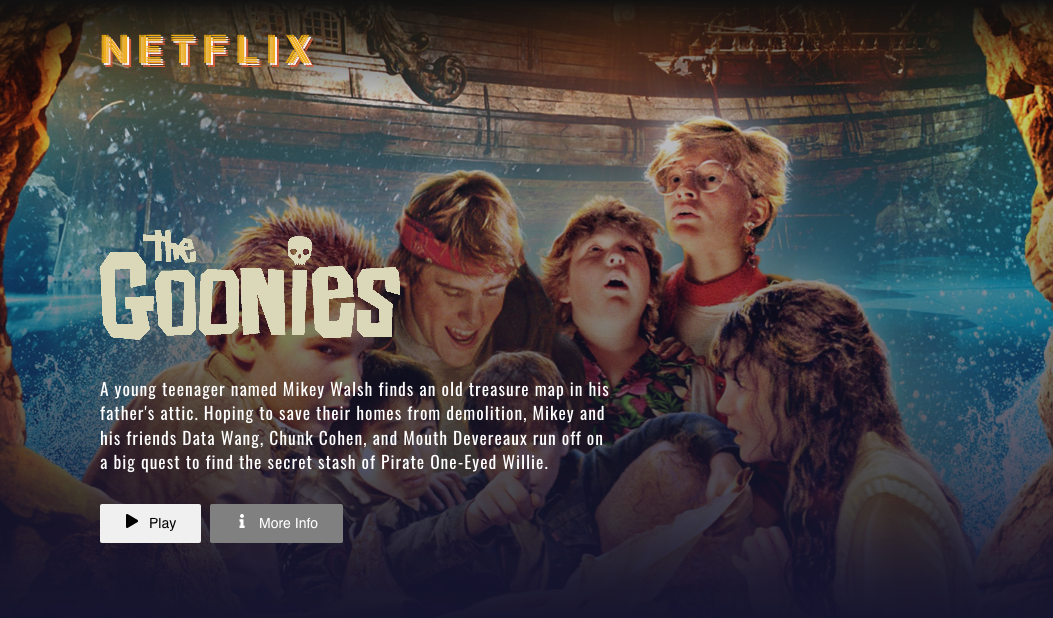 NETFLIX
The
Goonies
A young teenager named Mikey Walsh finds an old treasure map in his
father's attic. Hoping to save their homes from demolition, Mikey and
his friends Data Wang, Chunk Cohen, and Mouth Devereaux run off on
a big quest to find the secret stash of Pirate One-Eyed Willie.
Play
More Info